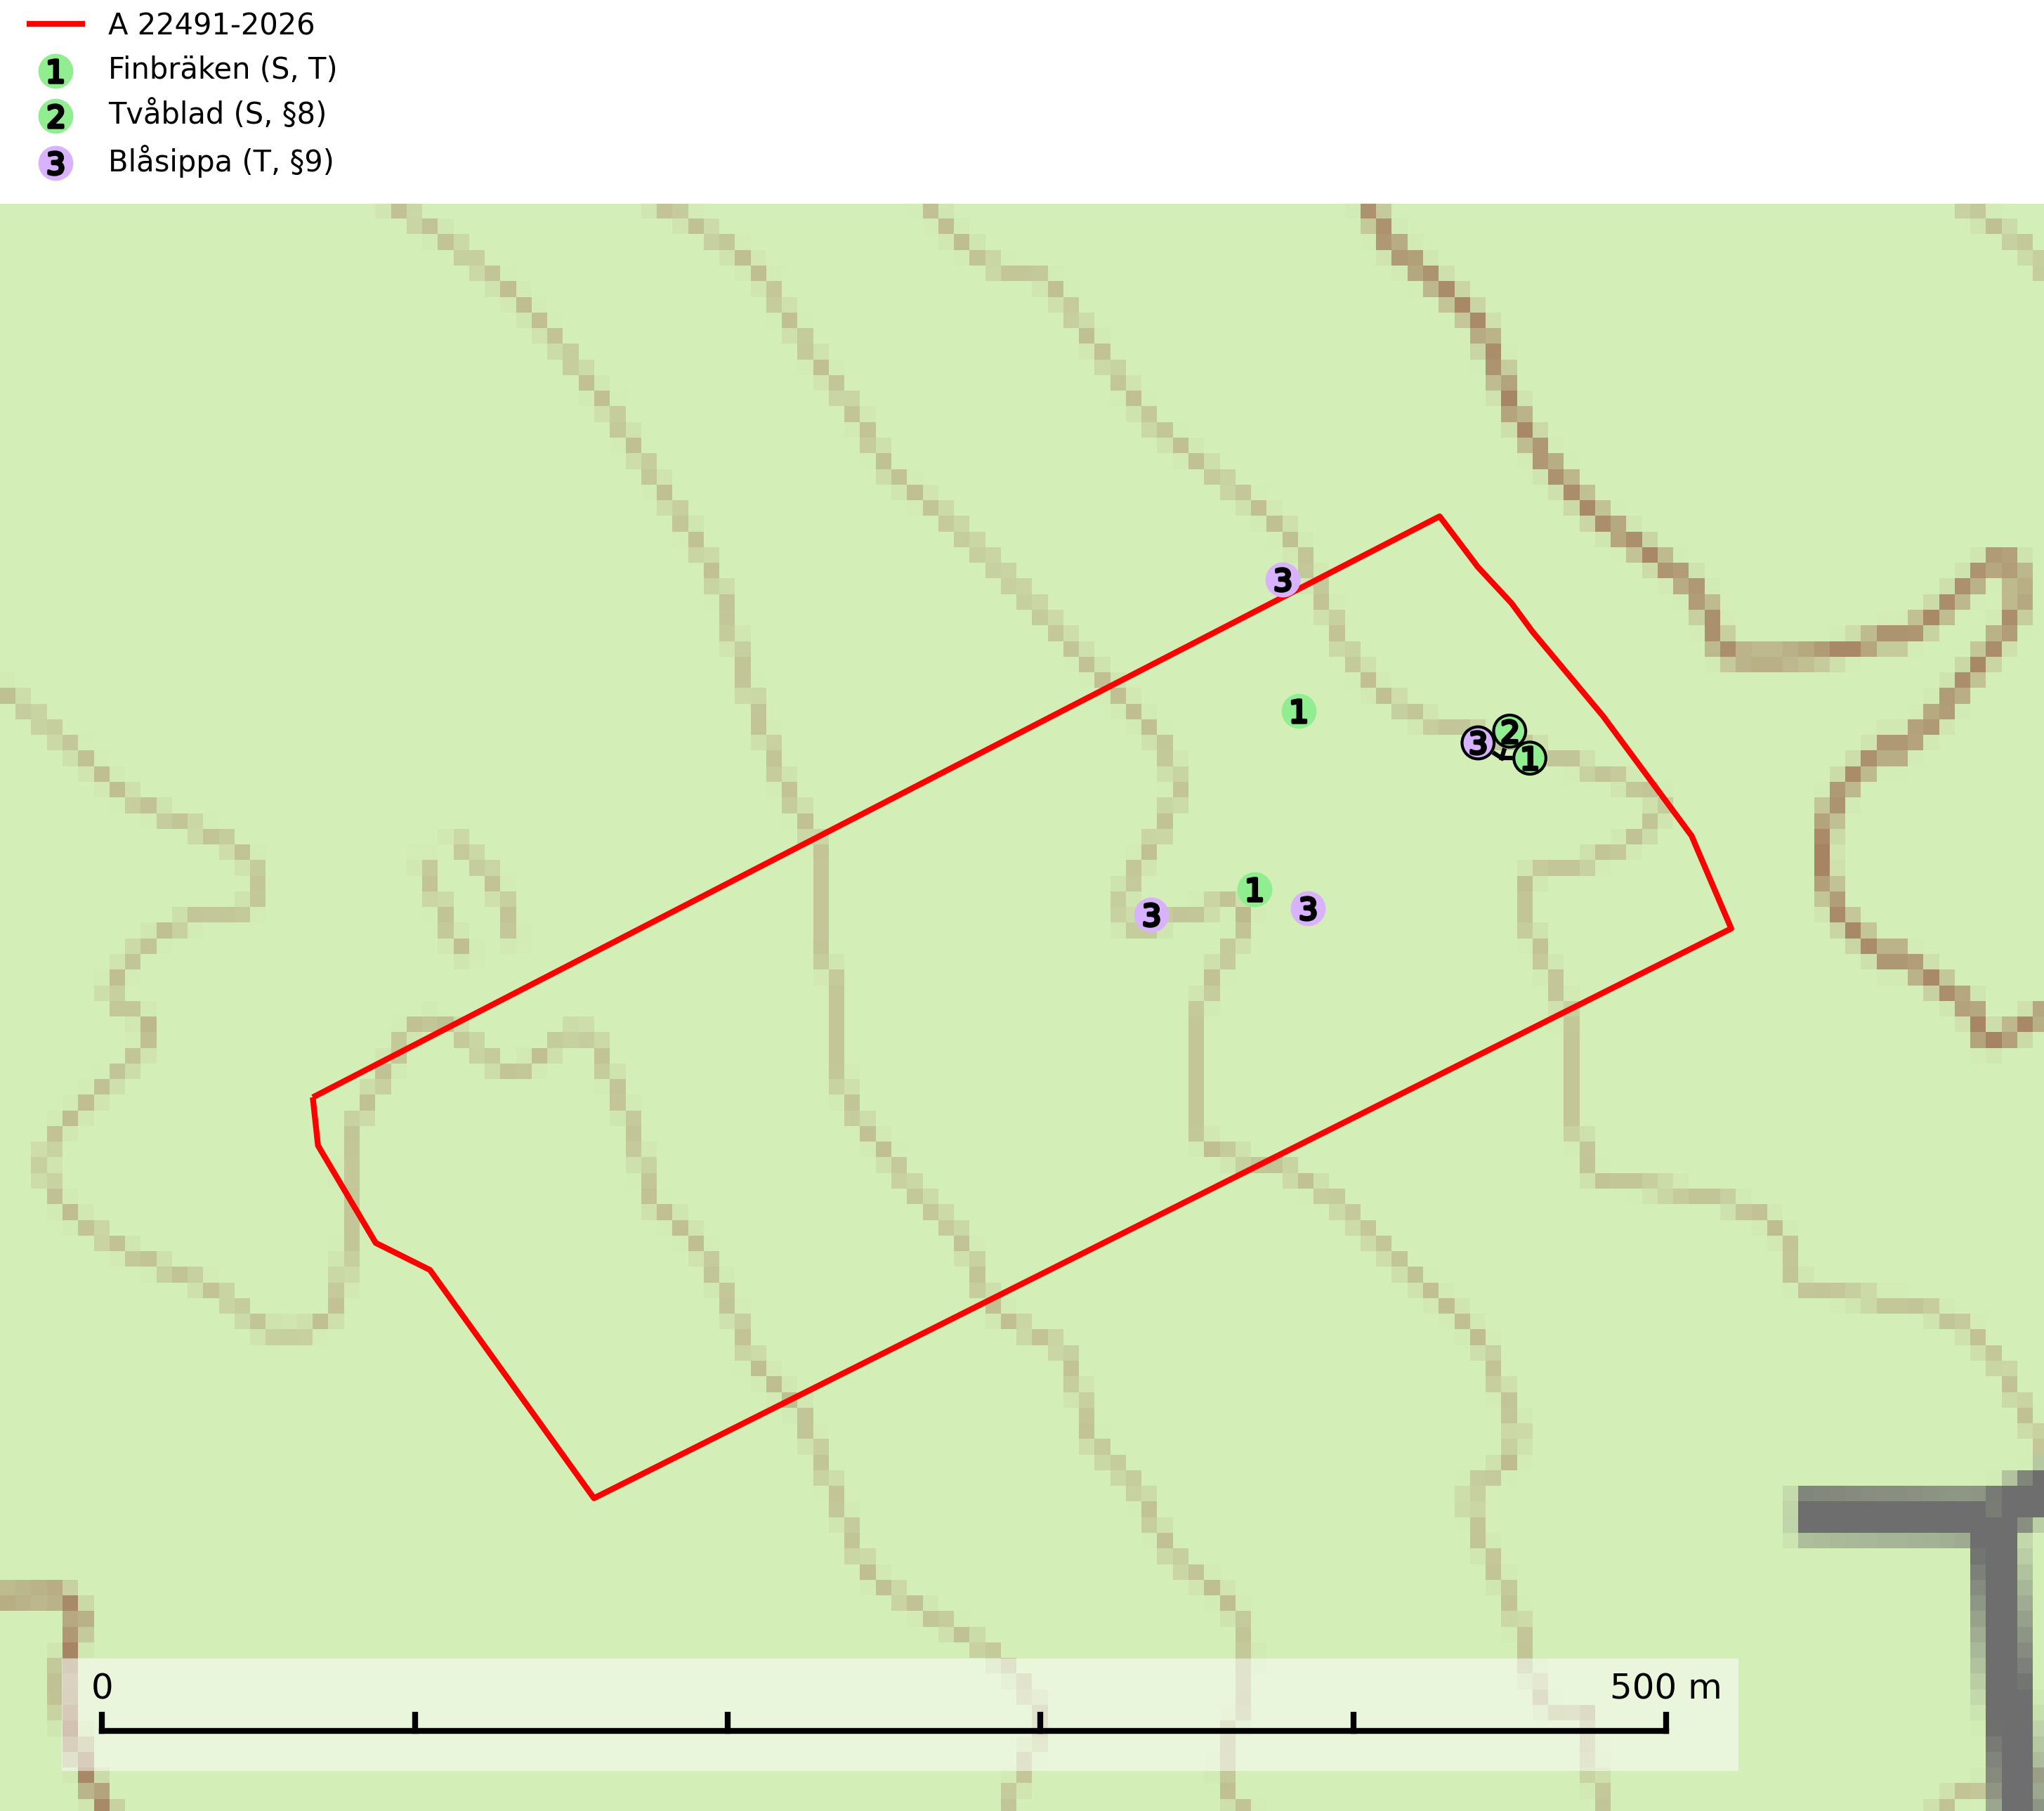 A 22491-2026
1 Finbräken (S, T)
2 Tvåblad (S, §8)
3 Blåsippa (T, §9)
3
1
2
3
1
1
3
3
0 500 m